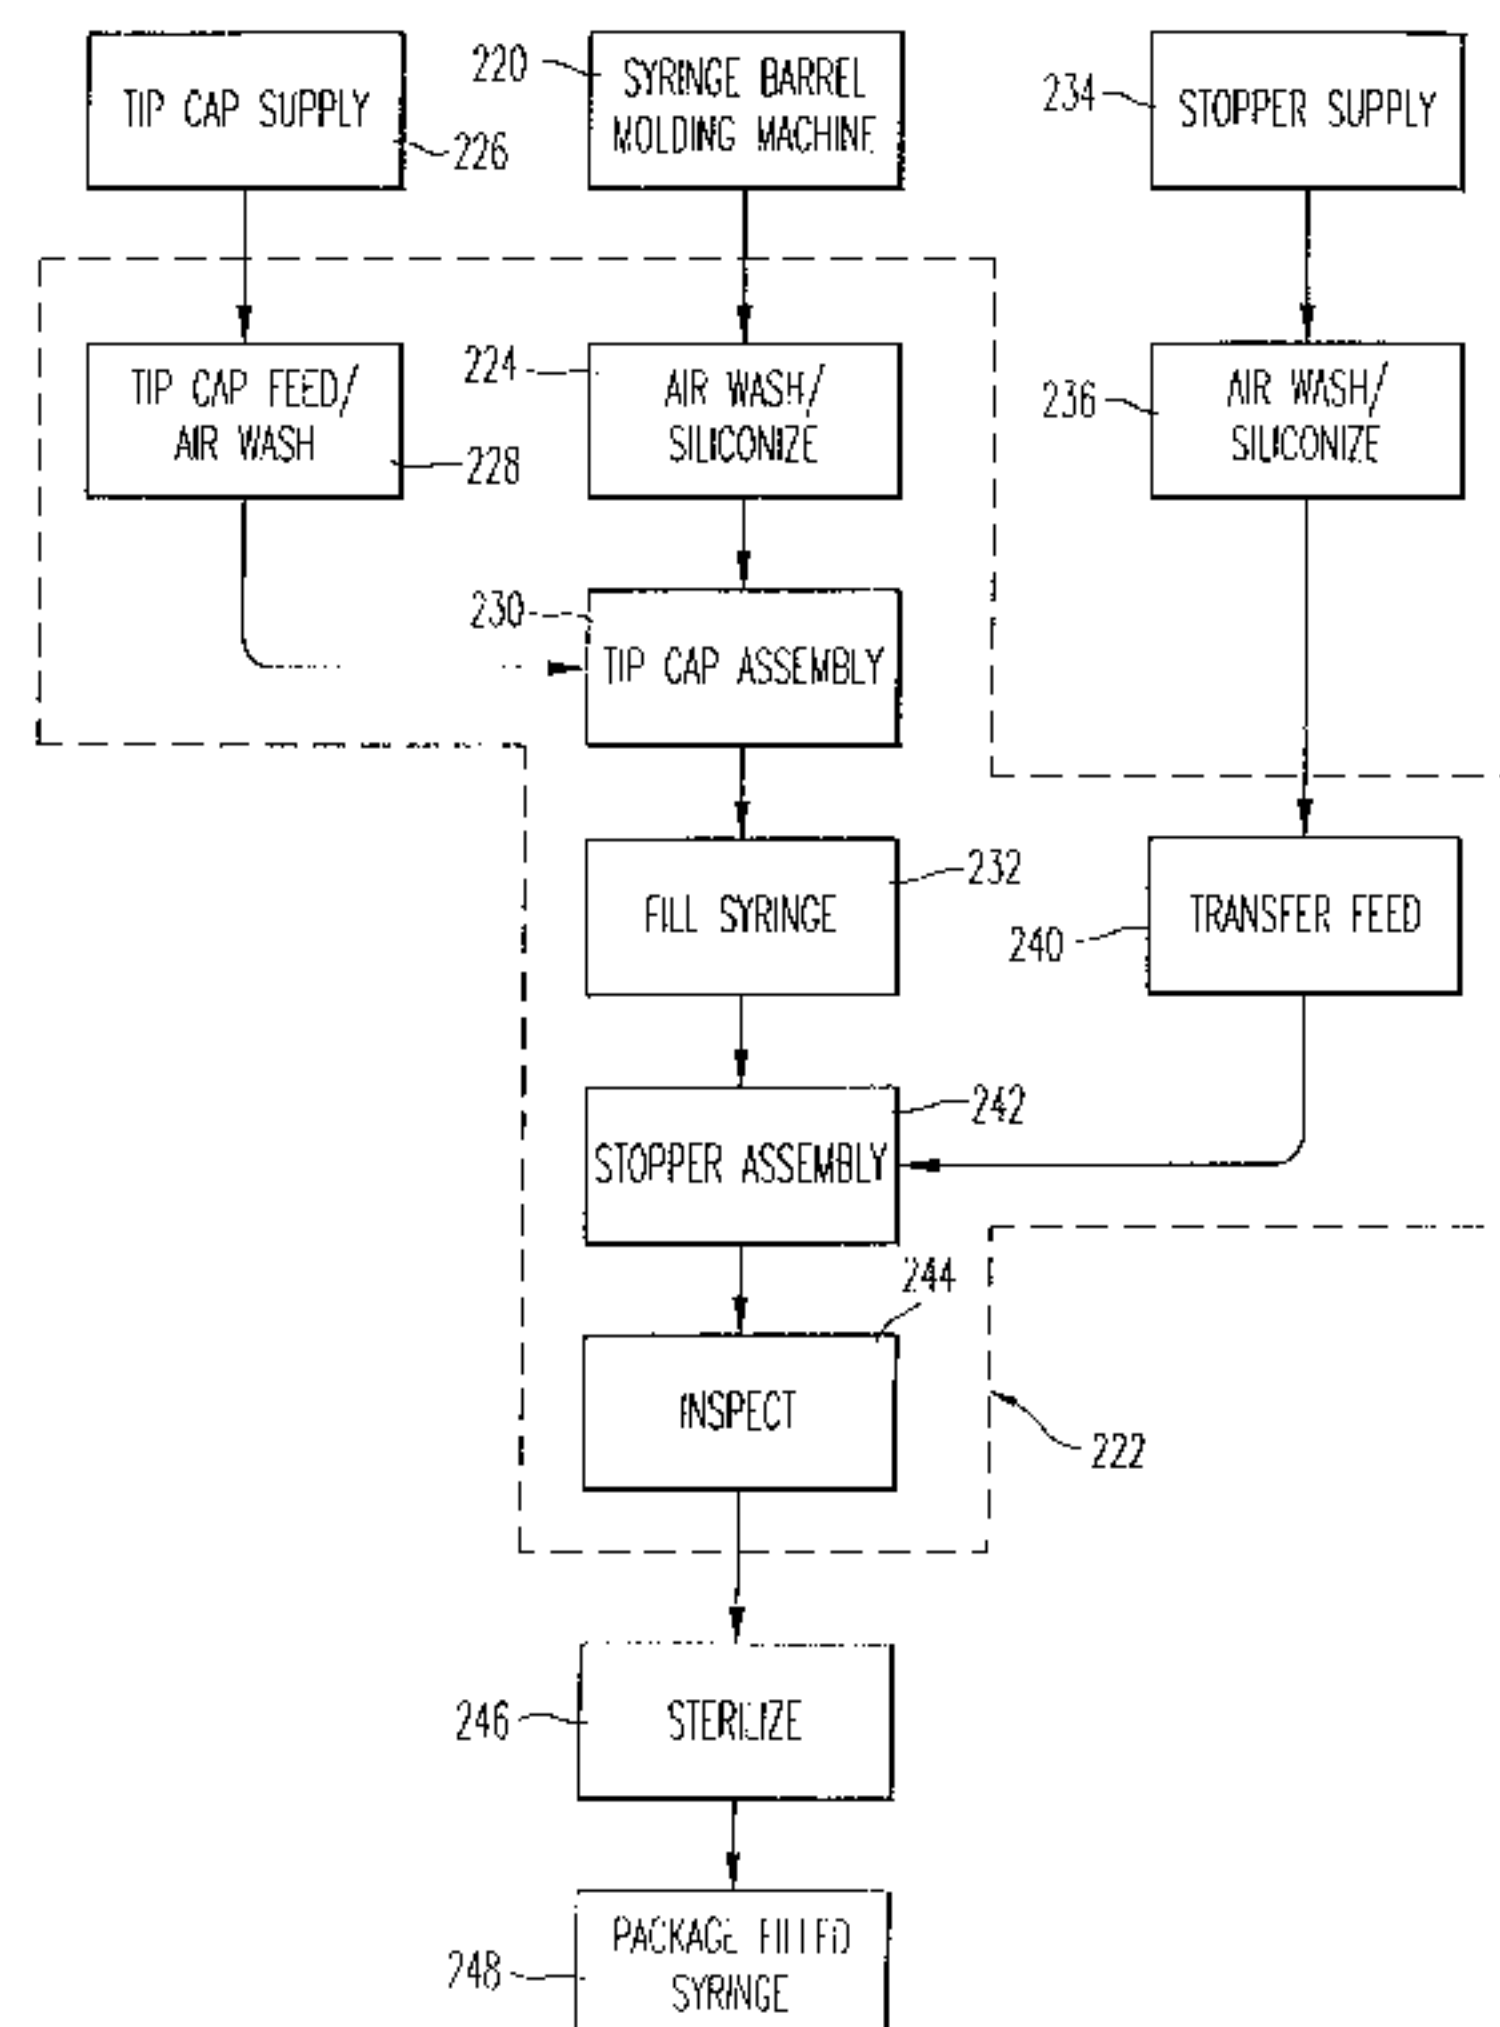 TIP CAP SUPPLY
226
220
SYRINGE BARREL
MOLDING MACHINE
234
STOPPER SUPPLY
TIP CAP FEED/
AIR WASH
228
224
AIR WASH/
SILICONIZE
236
AIR WASH/
SILICONIZE
230
TIP CAP ASSEMBLY
FILL SYRINGE
232
240
TRANSFER FEED
242
STOPPER ASSEMBLY
244
INSPECT
222
246
STERILIZE
248
PACKAGE FILLED
SYRINGE